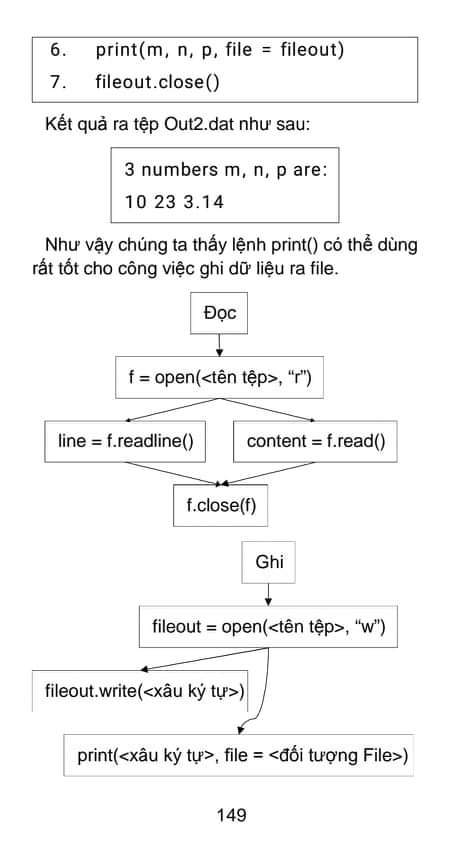 6. print(m, n, p, file = fileout)
7. fileout.close()
Kết quả ra tệp Out2.dat như sau:
3 numbers m, n, p are:
10 23 3.14
Như vậy chúng ta thấy lệnh print() có thể dùng
rất tốt cho công việc ghi dữ liệu ra file.
Đọc
f = open(<tên tệp>, “r”)
line = f.readline()
content = f.read()
f.close(f)
Ghi
fileout = open(<tên tệp>, “w”)
fileout.write(<xâu ký tự>)
print(<xâu ký tự>, file = <đối tượng File>)
149